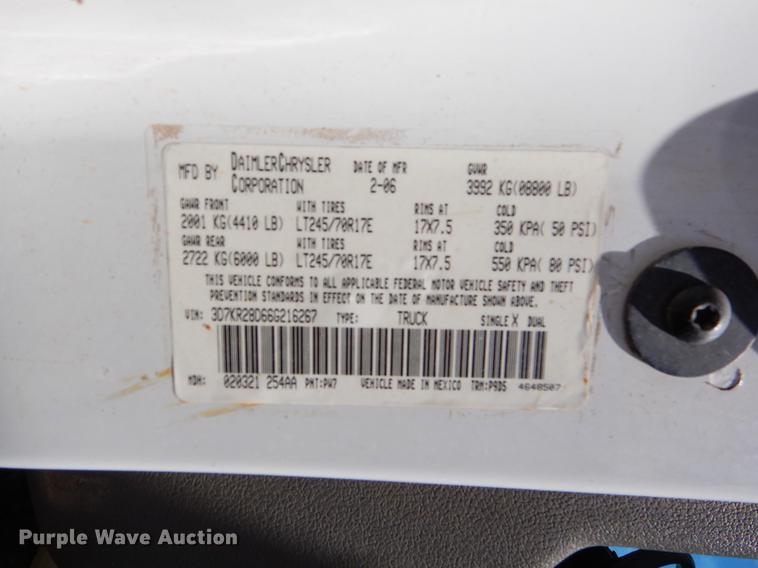 MFD BY DAIMLERCHRYSLER CORPORATION DATE OF MFR 2-06 GVWR 3992 KG(08800 LB)
GAWR FRONT WITH TIRES RIMS AT COLD
2001 KG(4410 LB) LT245/70R17E 17X7.5 350 KPA( 50 PSI)
GAWR REAR WITH TIRES RIMS AT COLD
2722 KG(6000 LB) LT245/70R17E 17X7.5 550 KPA( 80 PSI)
THIS VEHICLE CONFORMS TO ALL APPLICABLE FEDERAL MOTOR VEHICLE SAFETY AND THEFT
PREVENTION STANDARDS IN EFFECT ON THE DATE OF MANUFACTURE SHOWN ABOVE.
VIN: 3D7KR28D66G216267 TYPE: TRUCK SINGLE X DUAL
MDH: 020321 254AA PNT:PW7 VEHICLE MADE IN MEXICO TRM:P9D5 4648507
Purple Wave Auction